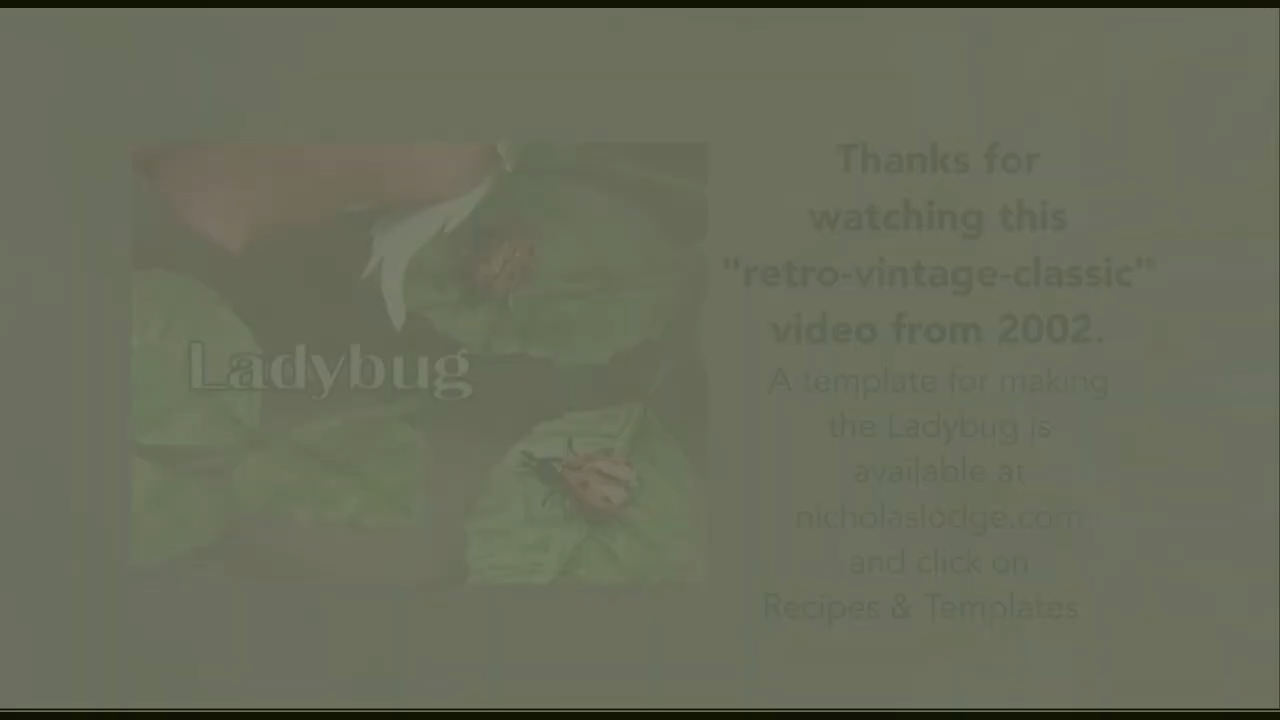 Ladybug
Thanks for
watching this
"retro-vintage-classic"
video from 2002.
A template for making
the Ladybug is
available at
nicholaslodge.com
and click on
Recipes & Templates